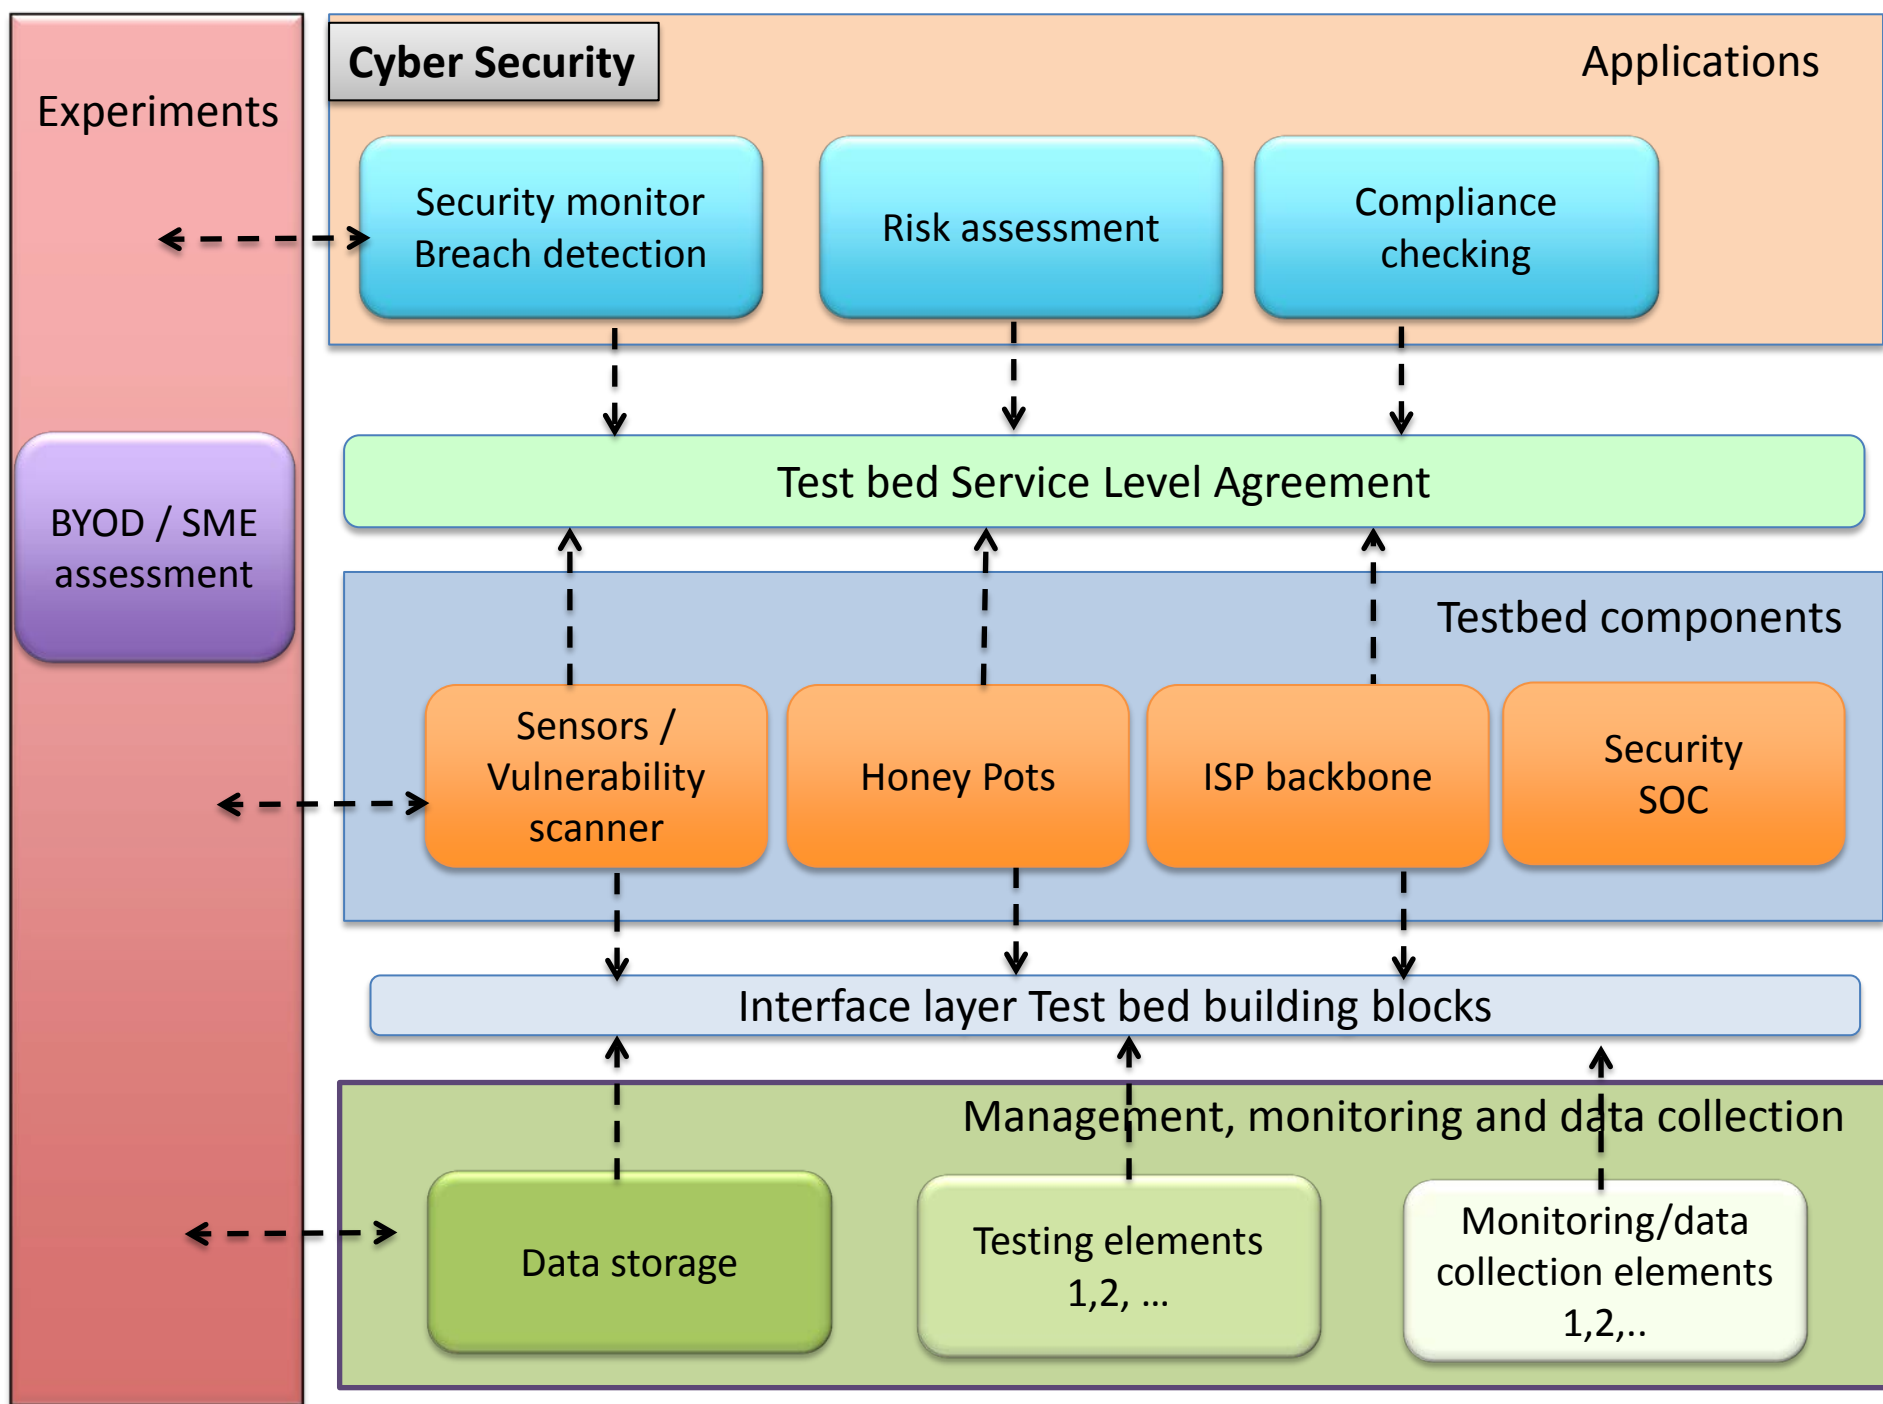 Experiments
BYOD / SME
assessment
Cyber Security
Applications
Security monitor
Breach detection
Risk assessment
Compliance
checking
Test bed Service Level Agreement
Testbed components
Sensors /
Vulnerability
scanner
Honey Pots
ISP backbone
Security
SOC
Interface layer Test bed building blocks
Management, monitoring and data collection
Data storage
Testing elements
1,2, ...
Monitoring/data
collection elements
1,2,..